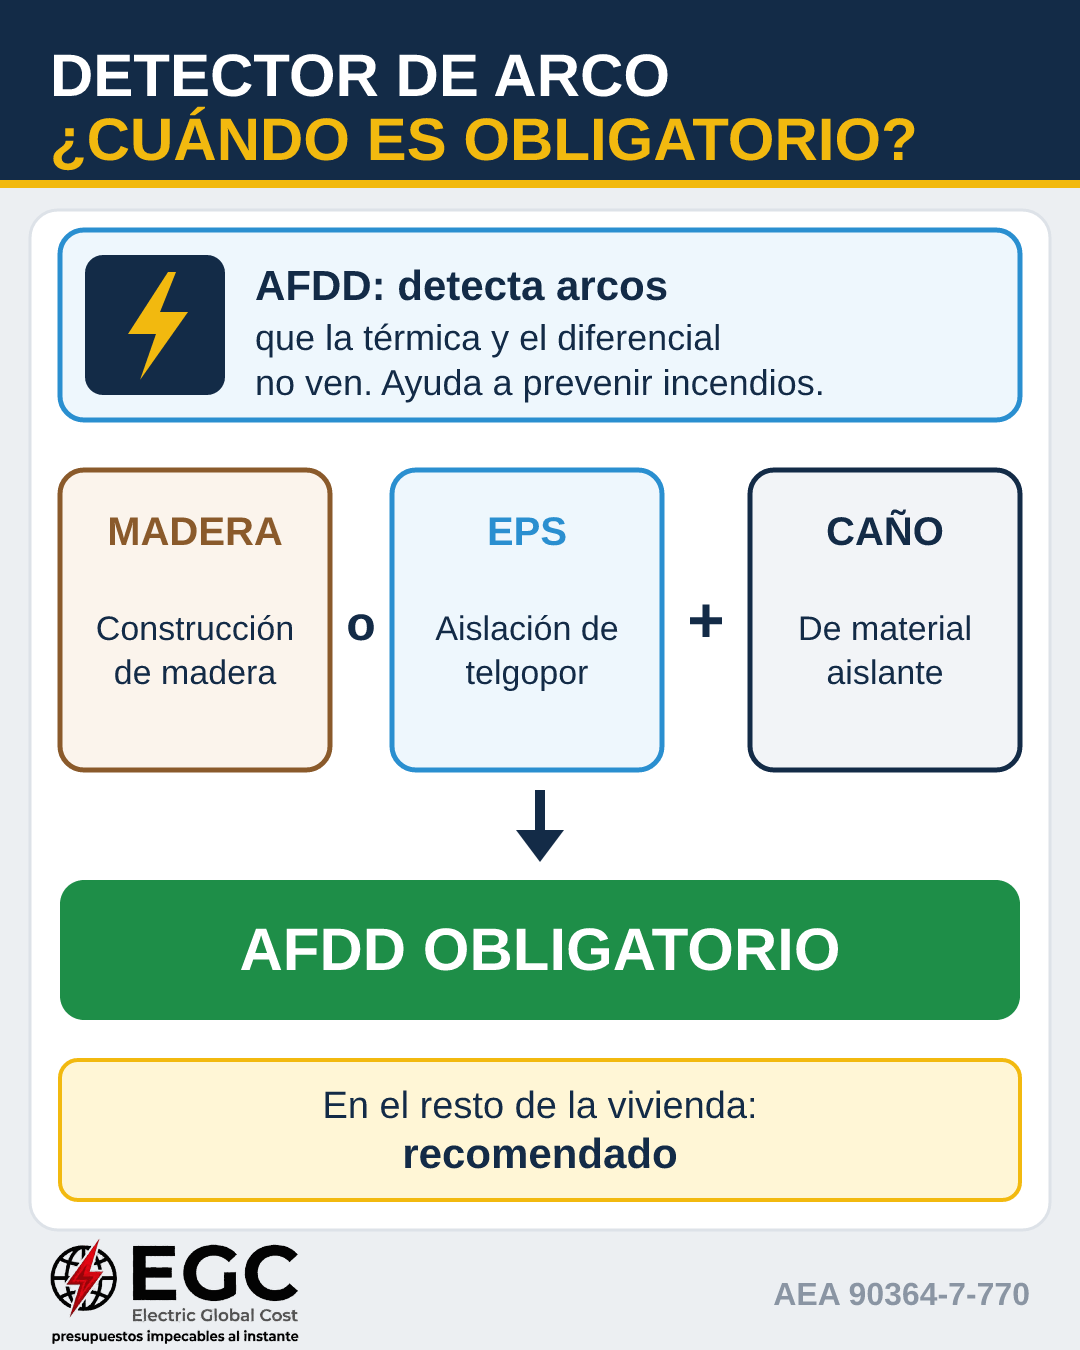 DETECTOR DE ARCO
¿CUÁNDO ES OBLIGATORIO?
AFDD: detecta arcos
que la térmica y el diferencial
no ven. Ayuda a prevenir incendios.
MADERA
Construcción
de madera
o
EPS
Aislación de
telgopor
+
CAÑO
De material
aislante
AFDD OBLIGATORIO
En el resto de la vivienda:
recomendado
EGC
Electric Global Cost
presupuestos impecables al instante
AEA 90364-7-770